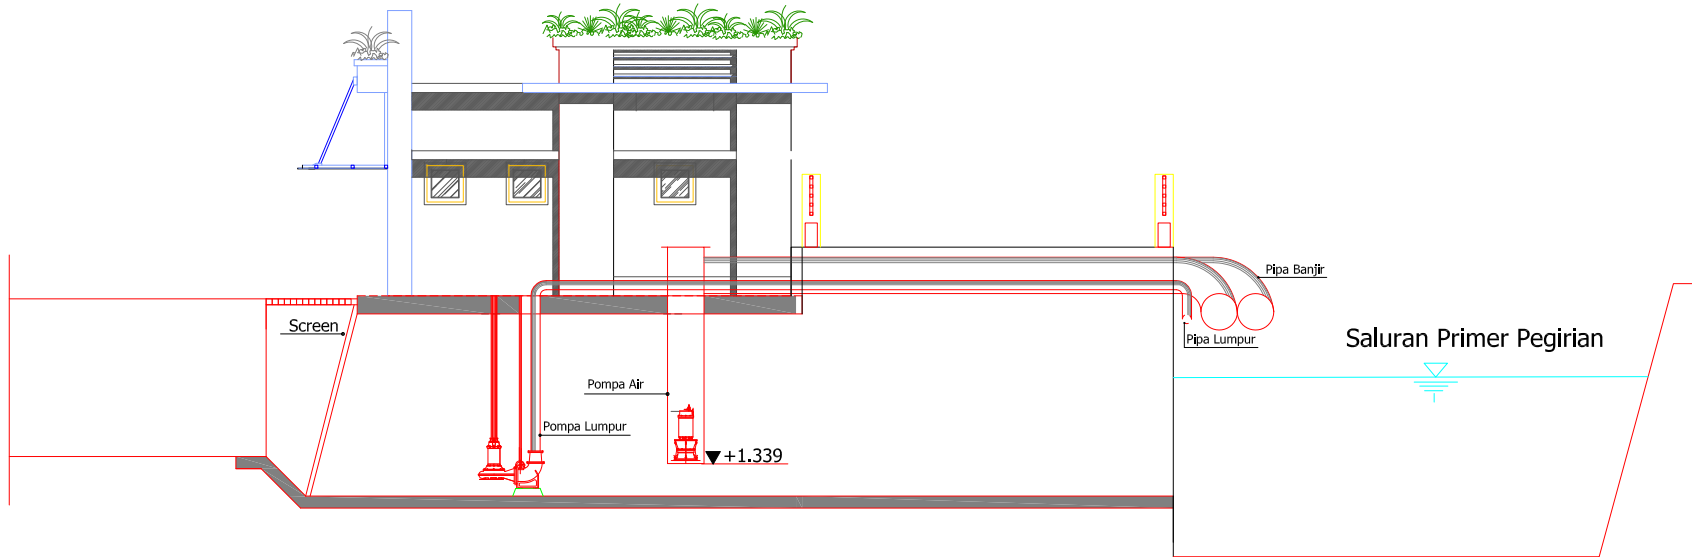 Pipa Banjir
Screen
Pipa Lumpur
Saluran Primer Pegirian
Pompa Air
Pompa Lumpur
+1.339